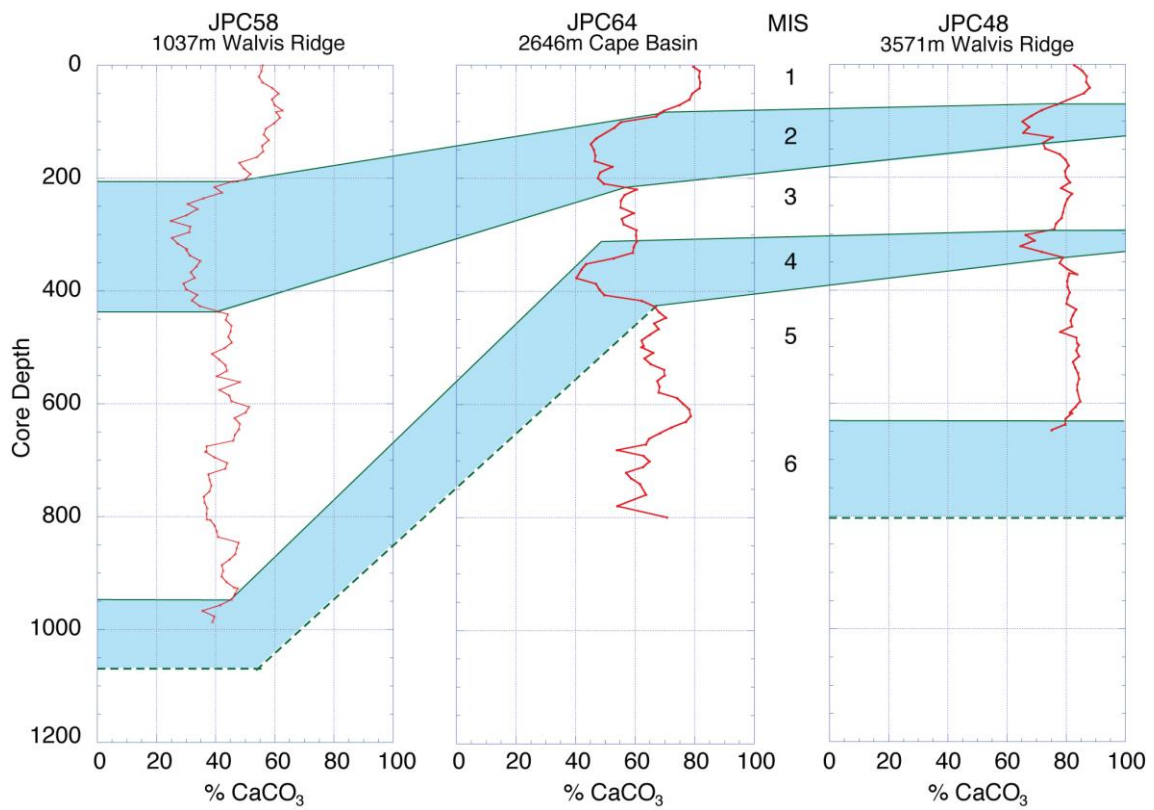 JPC58
1037m Walvis Ridge
JPC64
2646m Cape Basin
MIS
JPC48
3571m Walvis Ridge
Core Depth
0
200
400
600
800
1000
1200
1
2
3
4
5
6
0 20 40 60 80 100
0 20 40 60 80 100
0 20 40 60 80 100
% CaCO₃
% CaCO₃
% CaCO₃